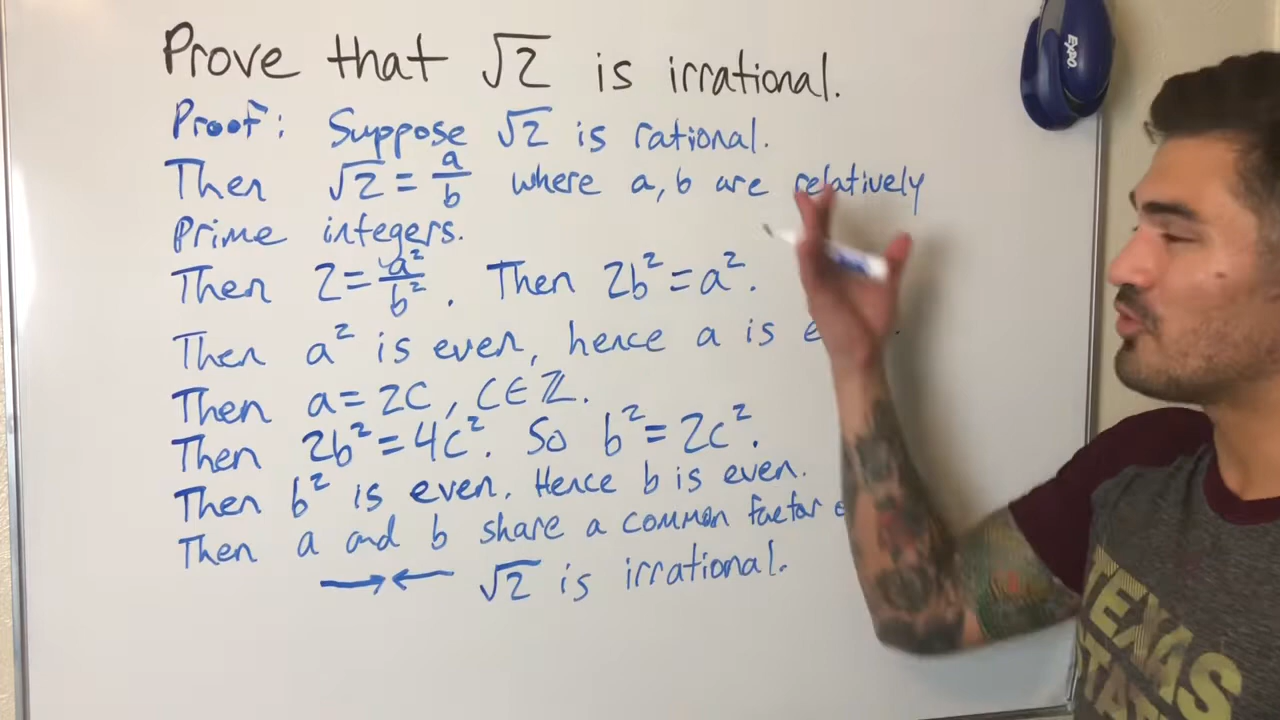 Prove that √2 is irrational.
Proof: Suppose √2 is rational.
Then √2 = a/b where a, b are relatively
Prime integers.
Then 2 = a²/b². Then 2b² = a².
Then a² is even, hence a is
Then a = 2c, c∈ℤ.
Then 2b² = 4c². So b² = 2c².
Then b² is even. Hence b is even.
Then a and b share a common factor
→← √2 is irrational.
EXPO
TEXAS
STATE